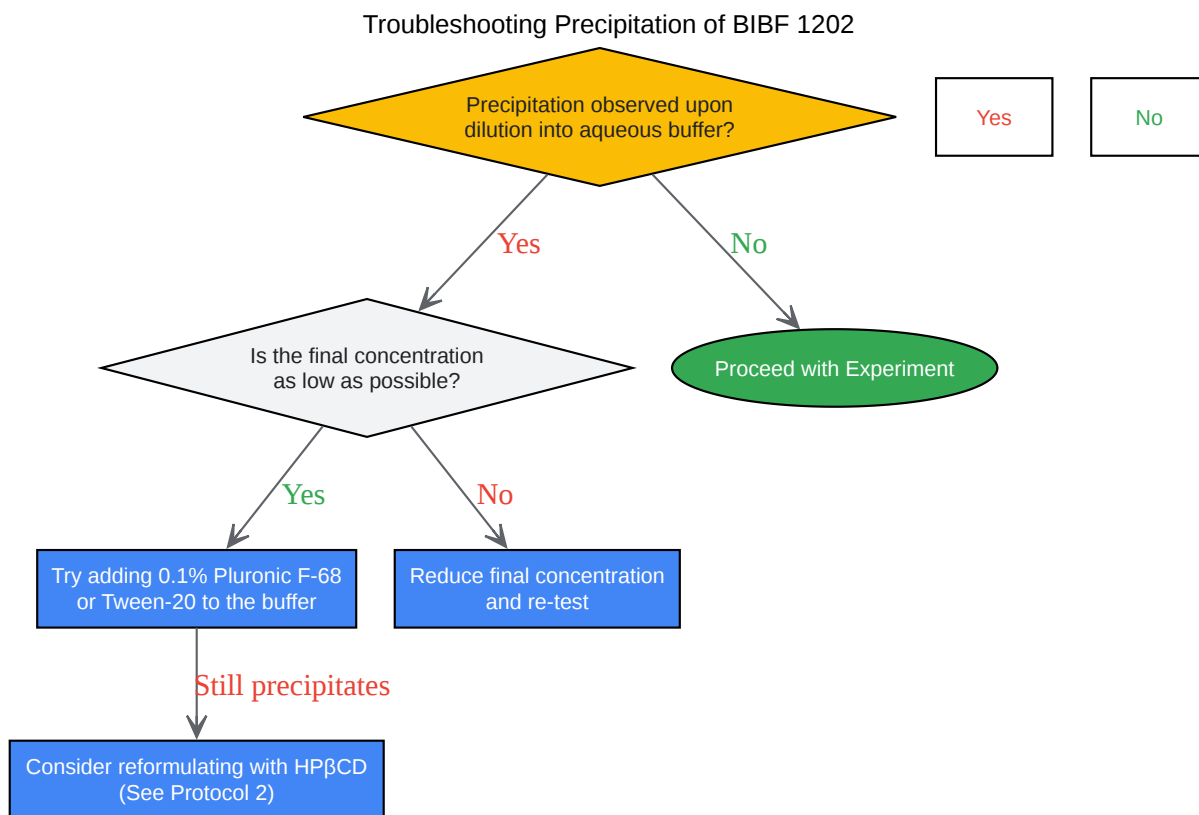 Troubleshooting Precipitation of BIBF 1202
Precipitation observed upon
dilution into aqueous buffer?
Yes
No
Yes
No
Is the final concentration
as low as possible?
Proceed with Experiment
Yes
No
Try adding 0.1% Pluronic F-68
or Tween-20 to the buffer
Reduce final concentration
and re-test
Still precipitates
Consider reformulating with HPβCD
(See Protocol 2)